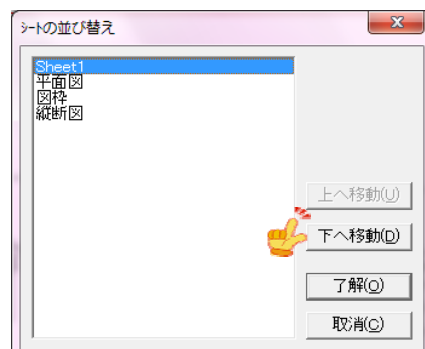 シートの並び替え
Sheet1
平面図
図枠
縦断図
上へ移動(U)
下へ移動(D)
了解(O)
取消(C)